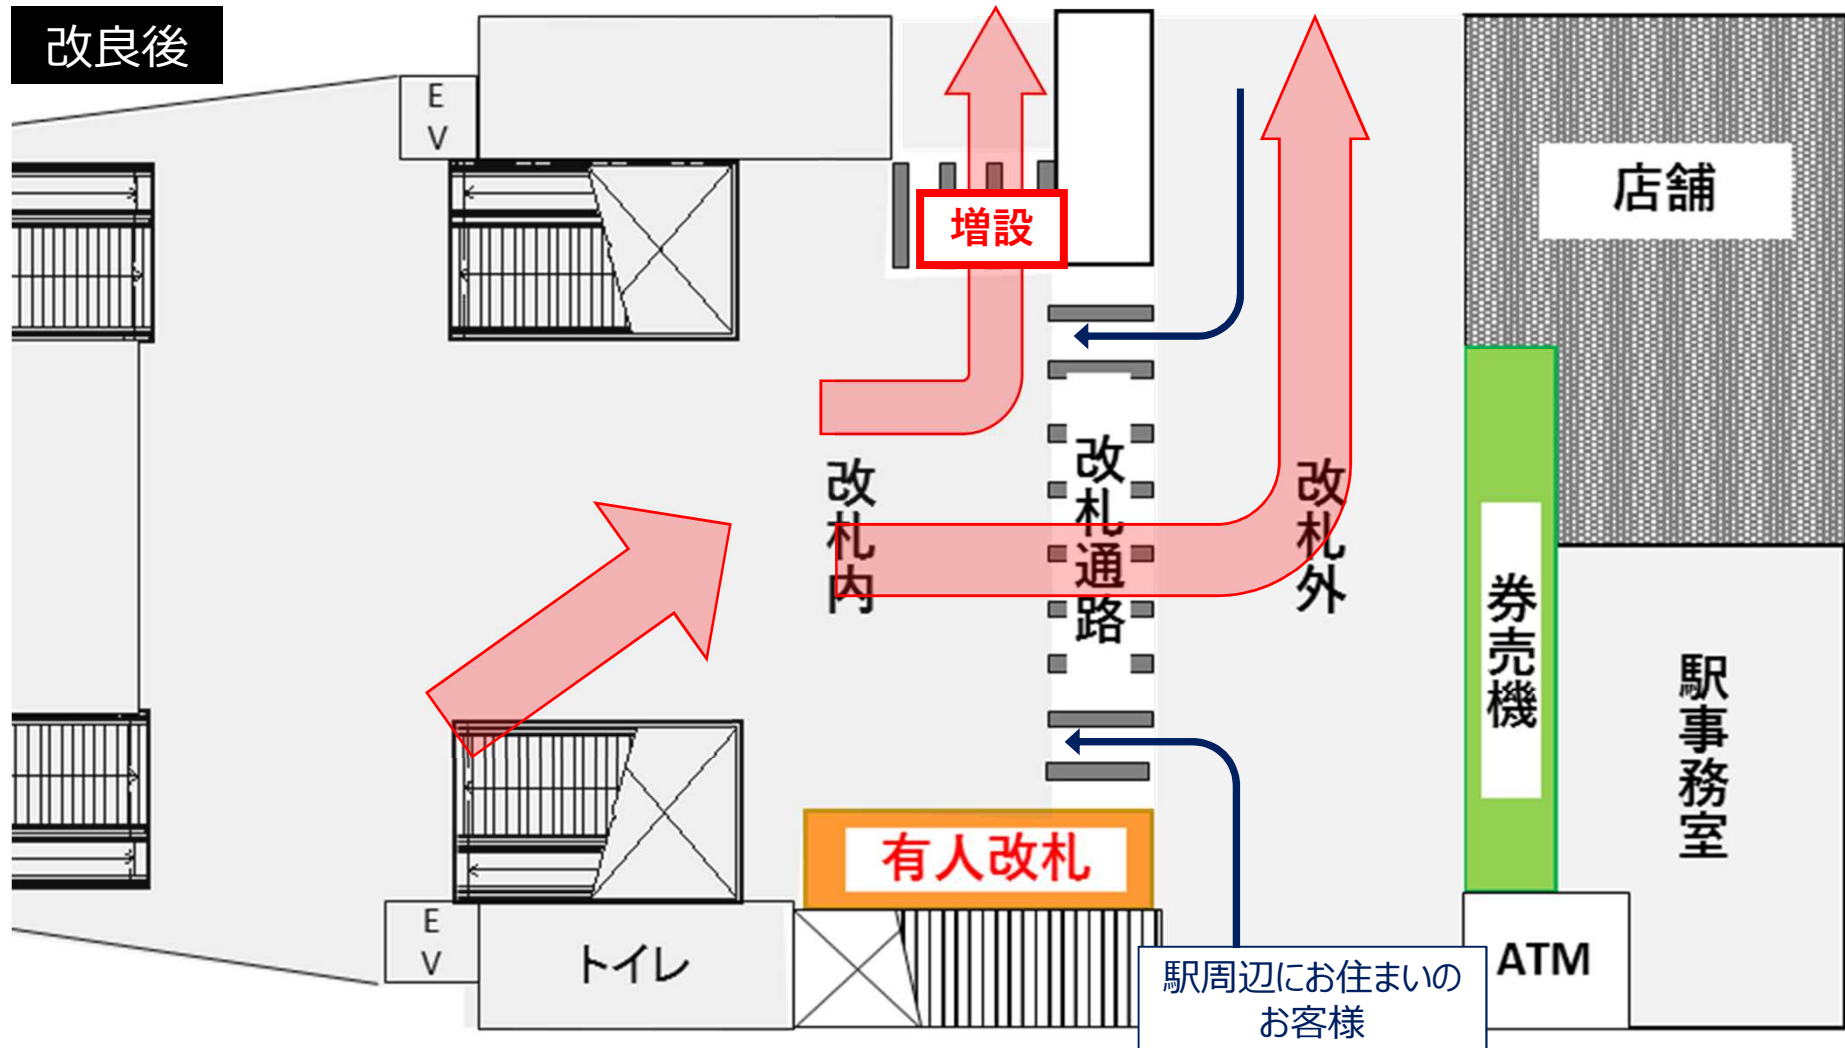 改良後
EV
店舗
増設
改札内
改札通路
改札外
券売機
駅事務室
有人改札
EV
トイレ
ATM
駅周辺にお住まいの
お客様